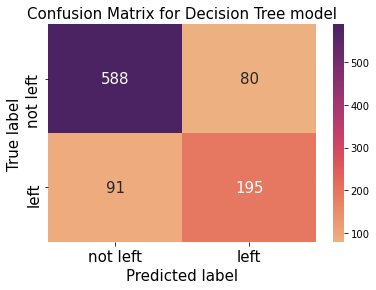 Confusion Matrix for Decision Tree model
True label
not left
left
588
80
91
195
not left
left
Predicted label
500
400
300
200
100